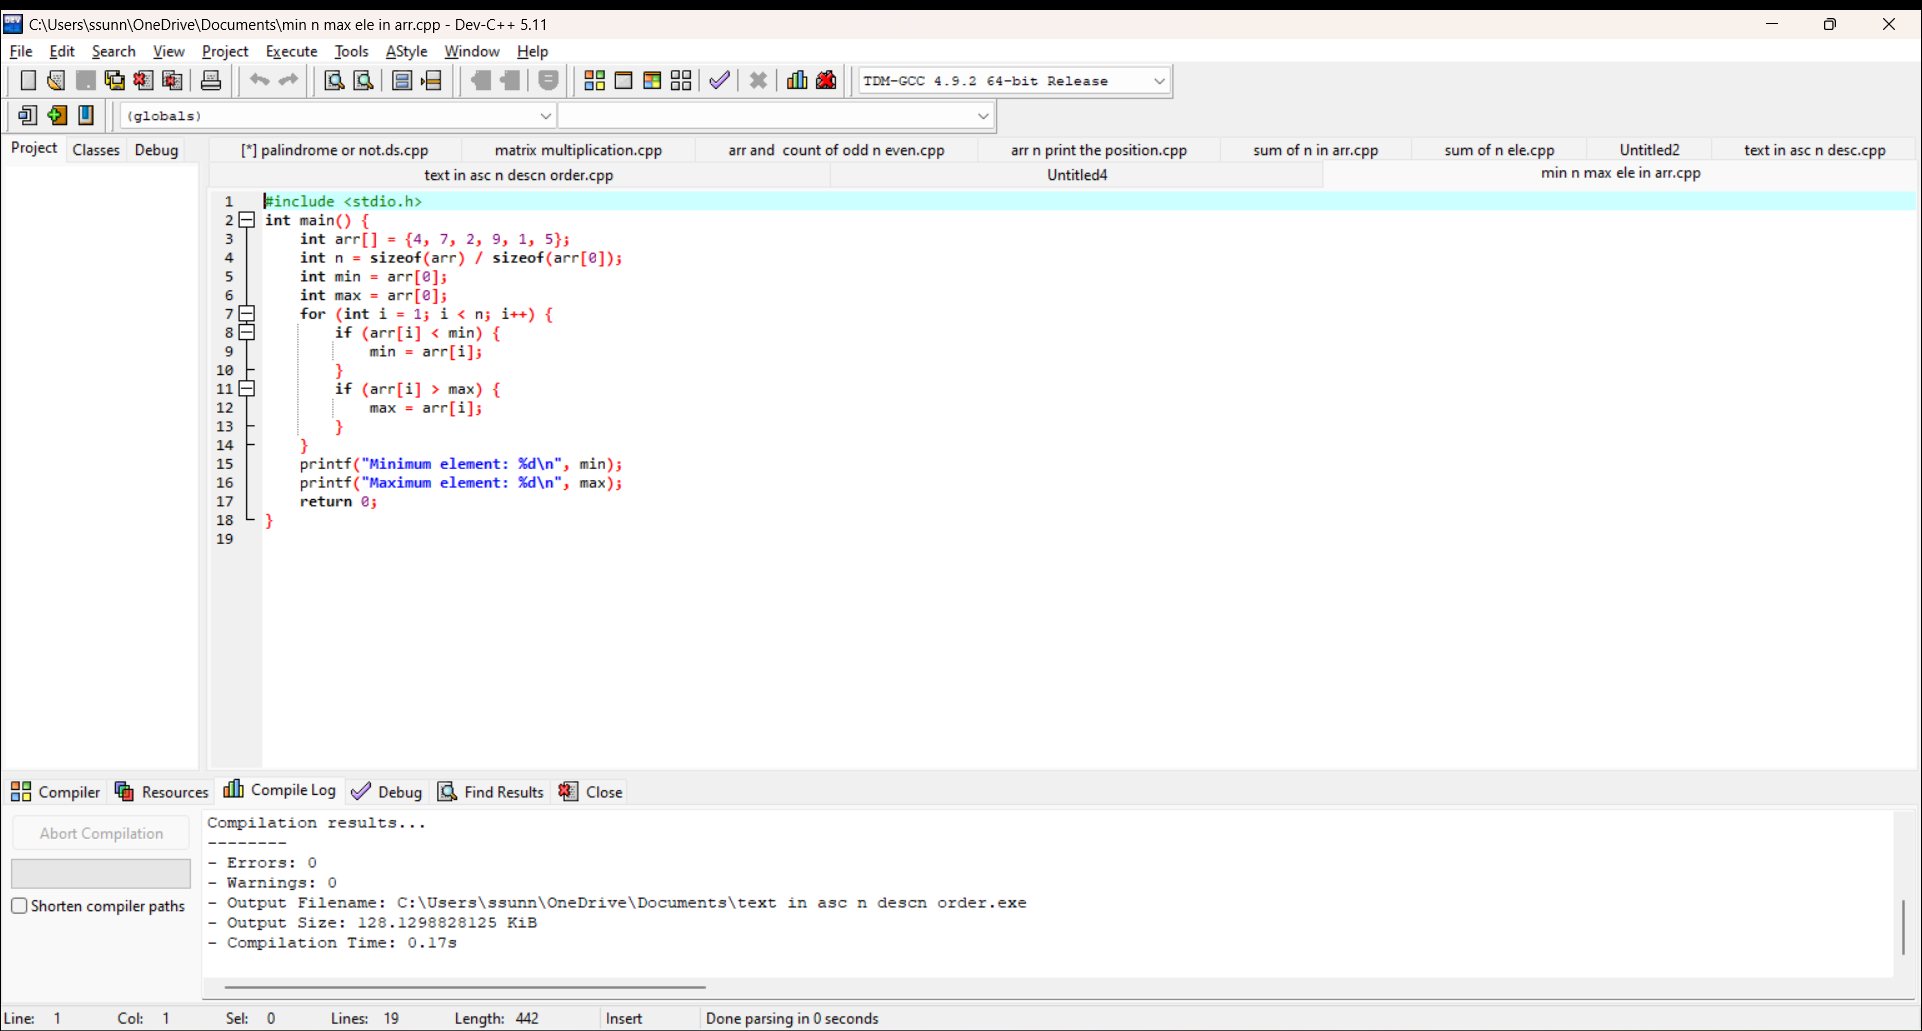 C:\Users\ssunn\OneDrive\Documents\min n max ele in arr.cpp - Dev-C++ 5.11
File Edit Search View Project Execute Tools AStyle Window Help
TDM-GCC 4.9.2 64-bit Release
(globals)
Project Classes Debug
[*] palindrome or not.ds.cpp matrix multiplication.cpp arr and  count of odd n even.cpp arr n print the position.cpp sum of n in arr.cpp sum of n ele.cpp Untitled2 text in asc n desc.cpp
text in asc n descn order.cpp Untitled4 min n max ele in arr.cpp
1 #include <stdio.h>
2 int main() {
3     int arr[] = {4, 7, 2, 9, 1, 5};
4     int n = sizeof(arr) / sizeof(arr[0]);
5     int min = arr[0];
6     int max = arr[0];
7     for (int i = 1; i < n; i++) {
8         if (arr[i] < min) {
9             min = arr[i];
10         }
11         if (arr[i] > max) {
12             max = arr[i];
13         }
14     }
15     printf("Minimum element: %d\n", min);
16     printf("Maximum element: %d\n", max);
17     return 0;
18 }
19
Compiler Resources Compile Log Debug Find Results Close
Abort Compilation
Shorten compiler paths
Compilation results...
--------
- Errors: 0
- Warnings: 0
- Output Filename: C:\Users\ssunn\OneDrive\Documents\text in asc n descn order.exe
- Output Size: 128.1298828125 KiB
- Compilation Time: 0.17s
Line: 1 Col: 1 Sel: 0 Lines: 19 Length: 442 Insert Done parsing in 0 seconds